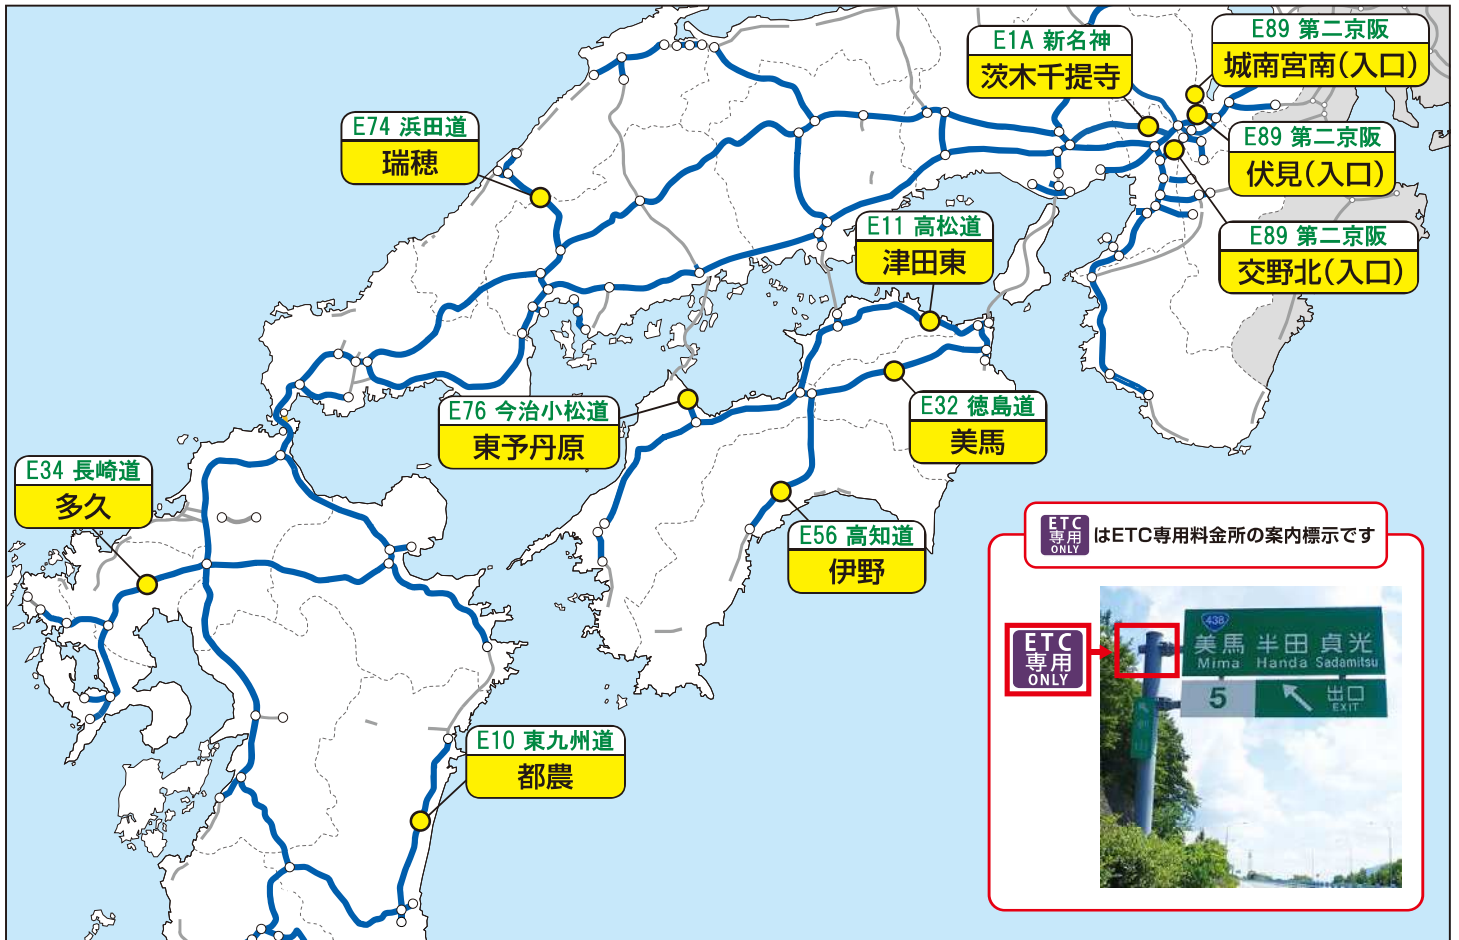 E1A 新名神
茨木千提寺
E89 第二京阪
城南宮南(入口)
E74 浜田道
瑞穂
E89 第二京阪
伏見(入口)
E11 高松道
津田東
E89 第二京阪
交野北(入口)
E76 今治小松道
東予丹原
E32 徳島道
美馬
E34 長崎道
多久
E56 高知道
伊野
E10 東九州道
都農
ETC
専用
ONLY
はETC専用料金所の案内標示です
ETC
専用
ONLY
438
美馬 半田 貞光
Mima Handa Sadamitsu
5
出口
EXIT